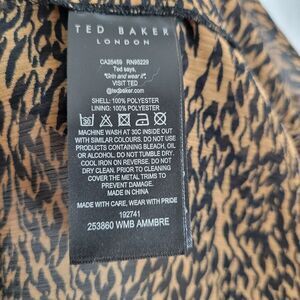 TED BAKER
LONDON
CA26459 RN95229
Ted says,
"Grin and wear it".
VISIT TED
@tedbaker.com
SHELL: 100% POLYESTER
LINING: 100% POLYESTER
MACHINE WASH AT 30C INSIDE OUT
WITH SIMILAR COLOURS. DO NOT USE
PRODUCTS CONTAINING BLEACH, OIL
OR ALCOHOL. DO NOT TUMBLE DRY.
COOL IRON ON REVERSE. DO NOT
DRY CLEAN. PRIOR TO CLEANING
COVER THE METAL TRIMS TO
PREVENT DAMAGE.
MADE IN CHINA
MADE WITH CARE, WEAR WITH PRIDE
192741
253860 WMB AMMBRE